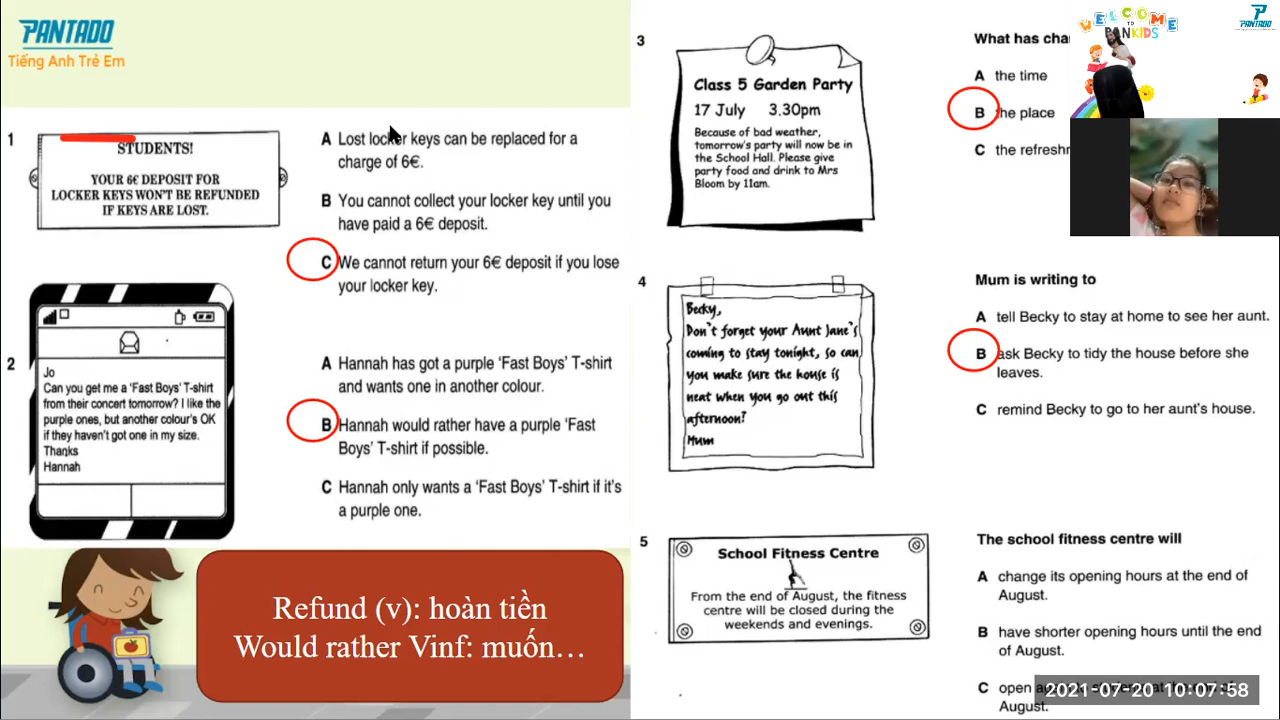 PANTADO
Tiếng Anh Trẻ Em
1
STUDENTS!
YOUR 6€ DEPOSIT FOR
LOCKER KEYS WON'T BE REFUNDED
IF KEYS ARE LOST.
A Lost locker keys can be replaced for a
charge of 6€.
B You cannot collect your locker key until you
have paid a 6€ deposit.
C We cannot return your 6€ deposit if you lose
your locker key.
2
Jo
Can you get me a 'Fast Boys' T-shirt
from their concert tomorrow? I like the
purple ones, but another colour's OK
if they haven't got one in my size.
Thanks
Hannah
A Hannah has got a purple 'Fast Boys' T-shirt
and wants one in another colour.
B Hannah would rather have a purple 'Fast
Boys' T-shirt if possible.
C Hannah only wants a 'Fast Boys' T-shirt if it's
a purple one.
Refund (v): hoàn tiền
Would rather Vinf: muốn…
3
Class 5 Garden Party
17 July 3.30pm
Because of bad weather,
tomorrow's party will now be in
the School Hall. Please give
party food and drink to Mrs
Bloom by 11am.
What has
A the time
B the place
C the
WELCOME
TO
PANKIDS
PANTADO
4
Becky,
Don't forget your Aunt Jane's
coming to stay tonight, so can
you make sure the house is
neat when you go out this
afternoon?
Mum
Mum is writing to
A tell Becky to stay at home to see her aunt.
B ask Becky to tidy the house before she
leaves.
C remind Becky to go to her aunt's house.
5
School Fitness Centre
From the end of August, the fitness
centre will be closed during the
weekends and evenings.
The school fitness centre will
A change its opening hours at the end of
August.
B have shorter opening hours until the end
of August.
C open
August.
2021-07-20 10:07:58